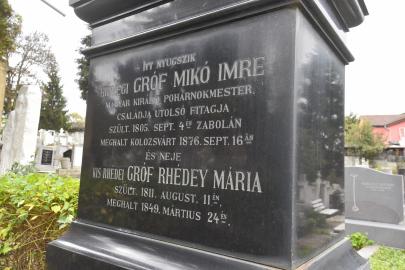 ITT NYUGSZIK
HIDVÉGI GRÓF MIKÓ IMRE
MAGYAR KIRÁLYI POHÁRNOKMESTER,
CSALÁDJA UTOLSÓ FITAGJA
SZÜLT. 1805. SEPT. 4ÉN ZABOLÁN
MEGHALT KOLOZSVÁRT 1876. SEPT. 16ÁN
ÉS NEJE
KIS RHÉDEI GRÓF RHÉDEY MÁRIA
SZÜLT. 1811. AUGUST. 11ÉN
MEGHALT 1849. MÁRTIUS 24ÉN